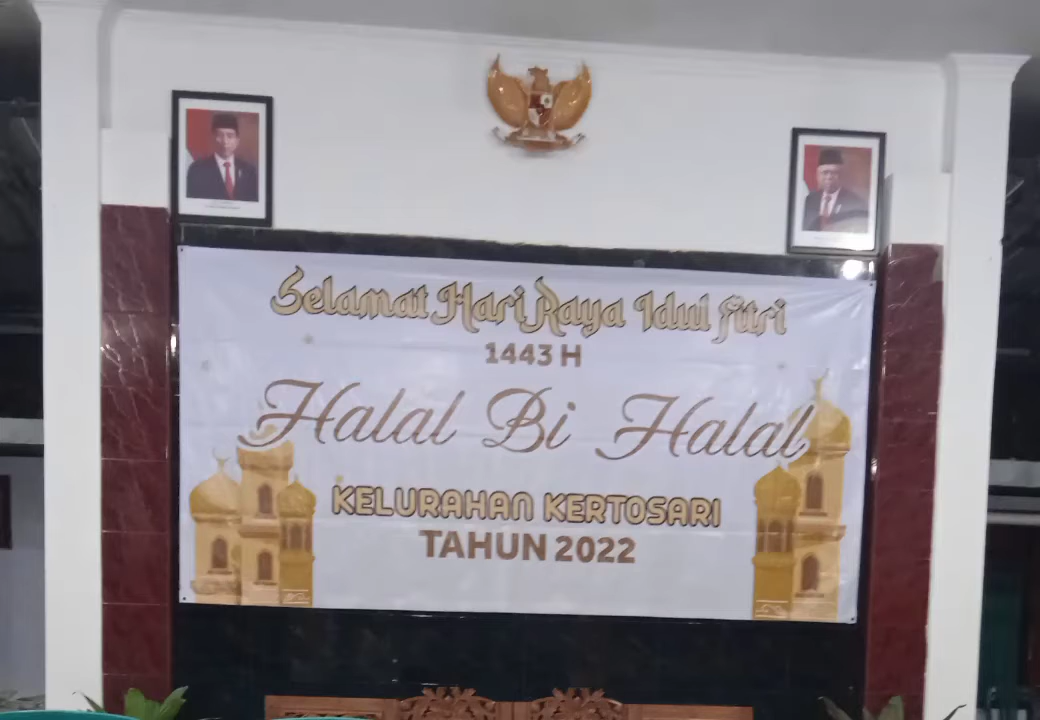 Selamat Hari Raya Idul Fitri
1443 H
Halal Bi Halal
KELURAHAN KERTOSARI
TAHUN 2022